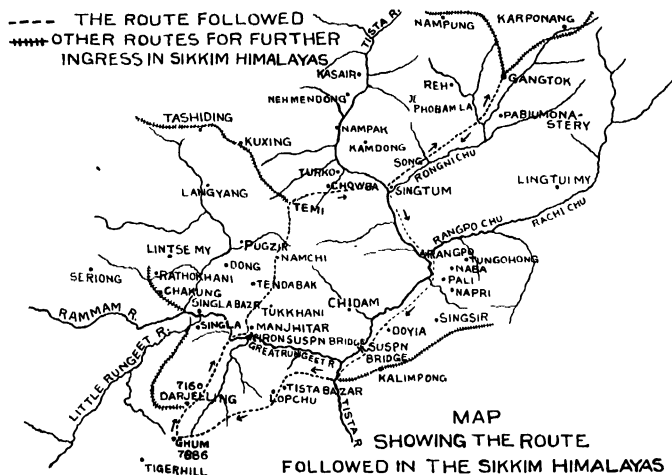 THE ROUTE FOLLOWED
OTHER ROUTES FOR FURTHER
INGRESS IN SIKKIM HIMALAYAS
TISTA R.
NAMPUNG
KARPONANG
KASAIR
REH
GANGTOK
NEHMENDONG
PHOBAM LA
PABIUMONA-
STERY
TASHIDING
NAMPAK
KUXING
KAMDONG
SONG
RONGNI CHU
TURKO
CHOWBA
SINGTUM
LINGTUI MY
LANGYANG
TEMI
RANGPO CHU
RACHI CHU
PUGZIR
LINTSE MY
NAMCHI
RANGPO
TUNGOHONG
DONG
NABA
SERIONG
RATHOKHANI
TENDABAK
PALI
CHAKUNG
NAPRI
CHIDAM
SINGLA BAZR
TUKKHANI
RAMMAM R.
SINGSIR
SINGLA
MANJHITAR
DOYIA
IRON SUSPN BRIDGE
SUSPN
BRIDGE
GREAT RUNGEET R.
LITTLE RUNGEET R.
KALIMPONG
7160
DARJEELING
TISTA BAZAR
LOPCHU
TISTA R
GHUM
7886
TIGERHILL
MAP
SHOWING THE ROUTE
FOLLOWED IN THE SIKKIM HIMALAYAS